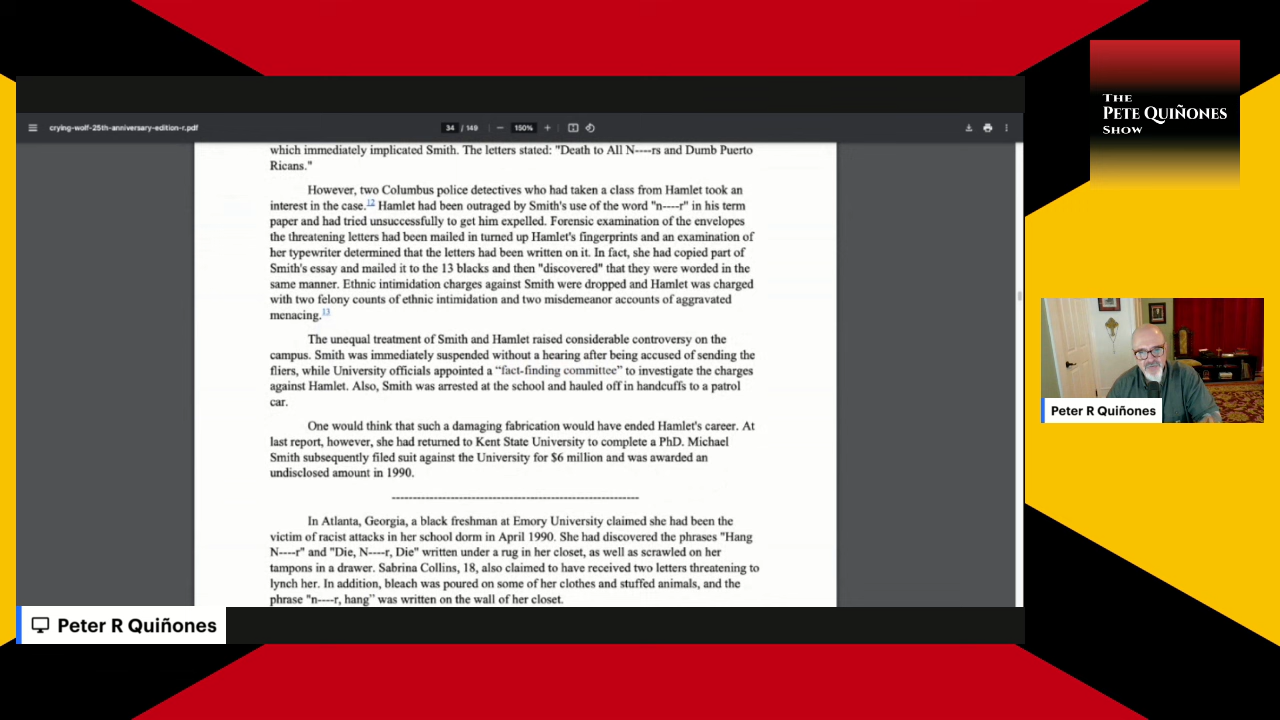 THE
PETE QUIÑONES
SHOW
crying-wolf-25th-anniversary-edition-r.pdf
34 / 149
150%
which immediately implicated Smith. The letters stated: "Death to All N----rs and Dumb Puerto
Ricans."
However, two Columbus police detectives who had taken a class from Hamlet took an
interest in the case.12 Hamlet had been outraged by Smith's use of the word "n----r" in his term
paper and had tried unsuccessfully to get him expelled. Forensic examination of the envelopes
the threatening letters had been mailed in turned up Hamlet's fingerprints and an examination of
her typewriter determined that the letters had been written on it. In fact, she had copied part of
Smith's essay and mailed it to the 13 blacks and then "discovered" that they were worded in the
same manner. Ethnic intimidation charges against Smith were dropped and Hamlet was charged
with two felony counts of ethnic intimidation and two misdemeanor accounts of aggravated
menacing.13
The unequal treatment of Smith and Hamlet raised considerable controversy on the
campus. Smith was immediately suspended without a hearing after being accused of sending the
fliers, while University officials appointed a “fact-finding committee” to investigate the charges
against Hamlet. Also, Smith was arrested at the school and hauled off in handcuffs to a patrol
car.
One would think that such a damaging fabrication would have ended Hamlet's career. At
last report, however, she had returned to Kent State University to complete a PhD. Michael
Smith subsequently filed suit against the University for $6 million and was awarded an
undisclosed amount in 1990.
------------------------------------------------------------
In Atlanta, Georgia, a black freshman at Emory University claimed she had been the
victim of racist attacks in her school dorm in April 1990. She had discovered the phrases "Hang
N----r" and "Die, N----r, Die" written under a rug in her closet, as well as scrawled on her
tampons in a drawer. Sabrina Collins, 18, also claimed to have received two letters threatening to
lynch her. In addition, bleach was poured on some of her clothes and stuffed animals, and the
phrase "n----r, hang” was written on the wall of her closet.
Peter R Quiñones
Peter R Quiñones